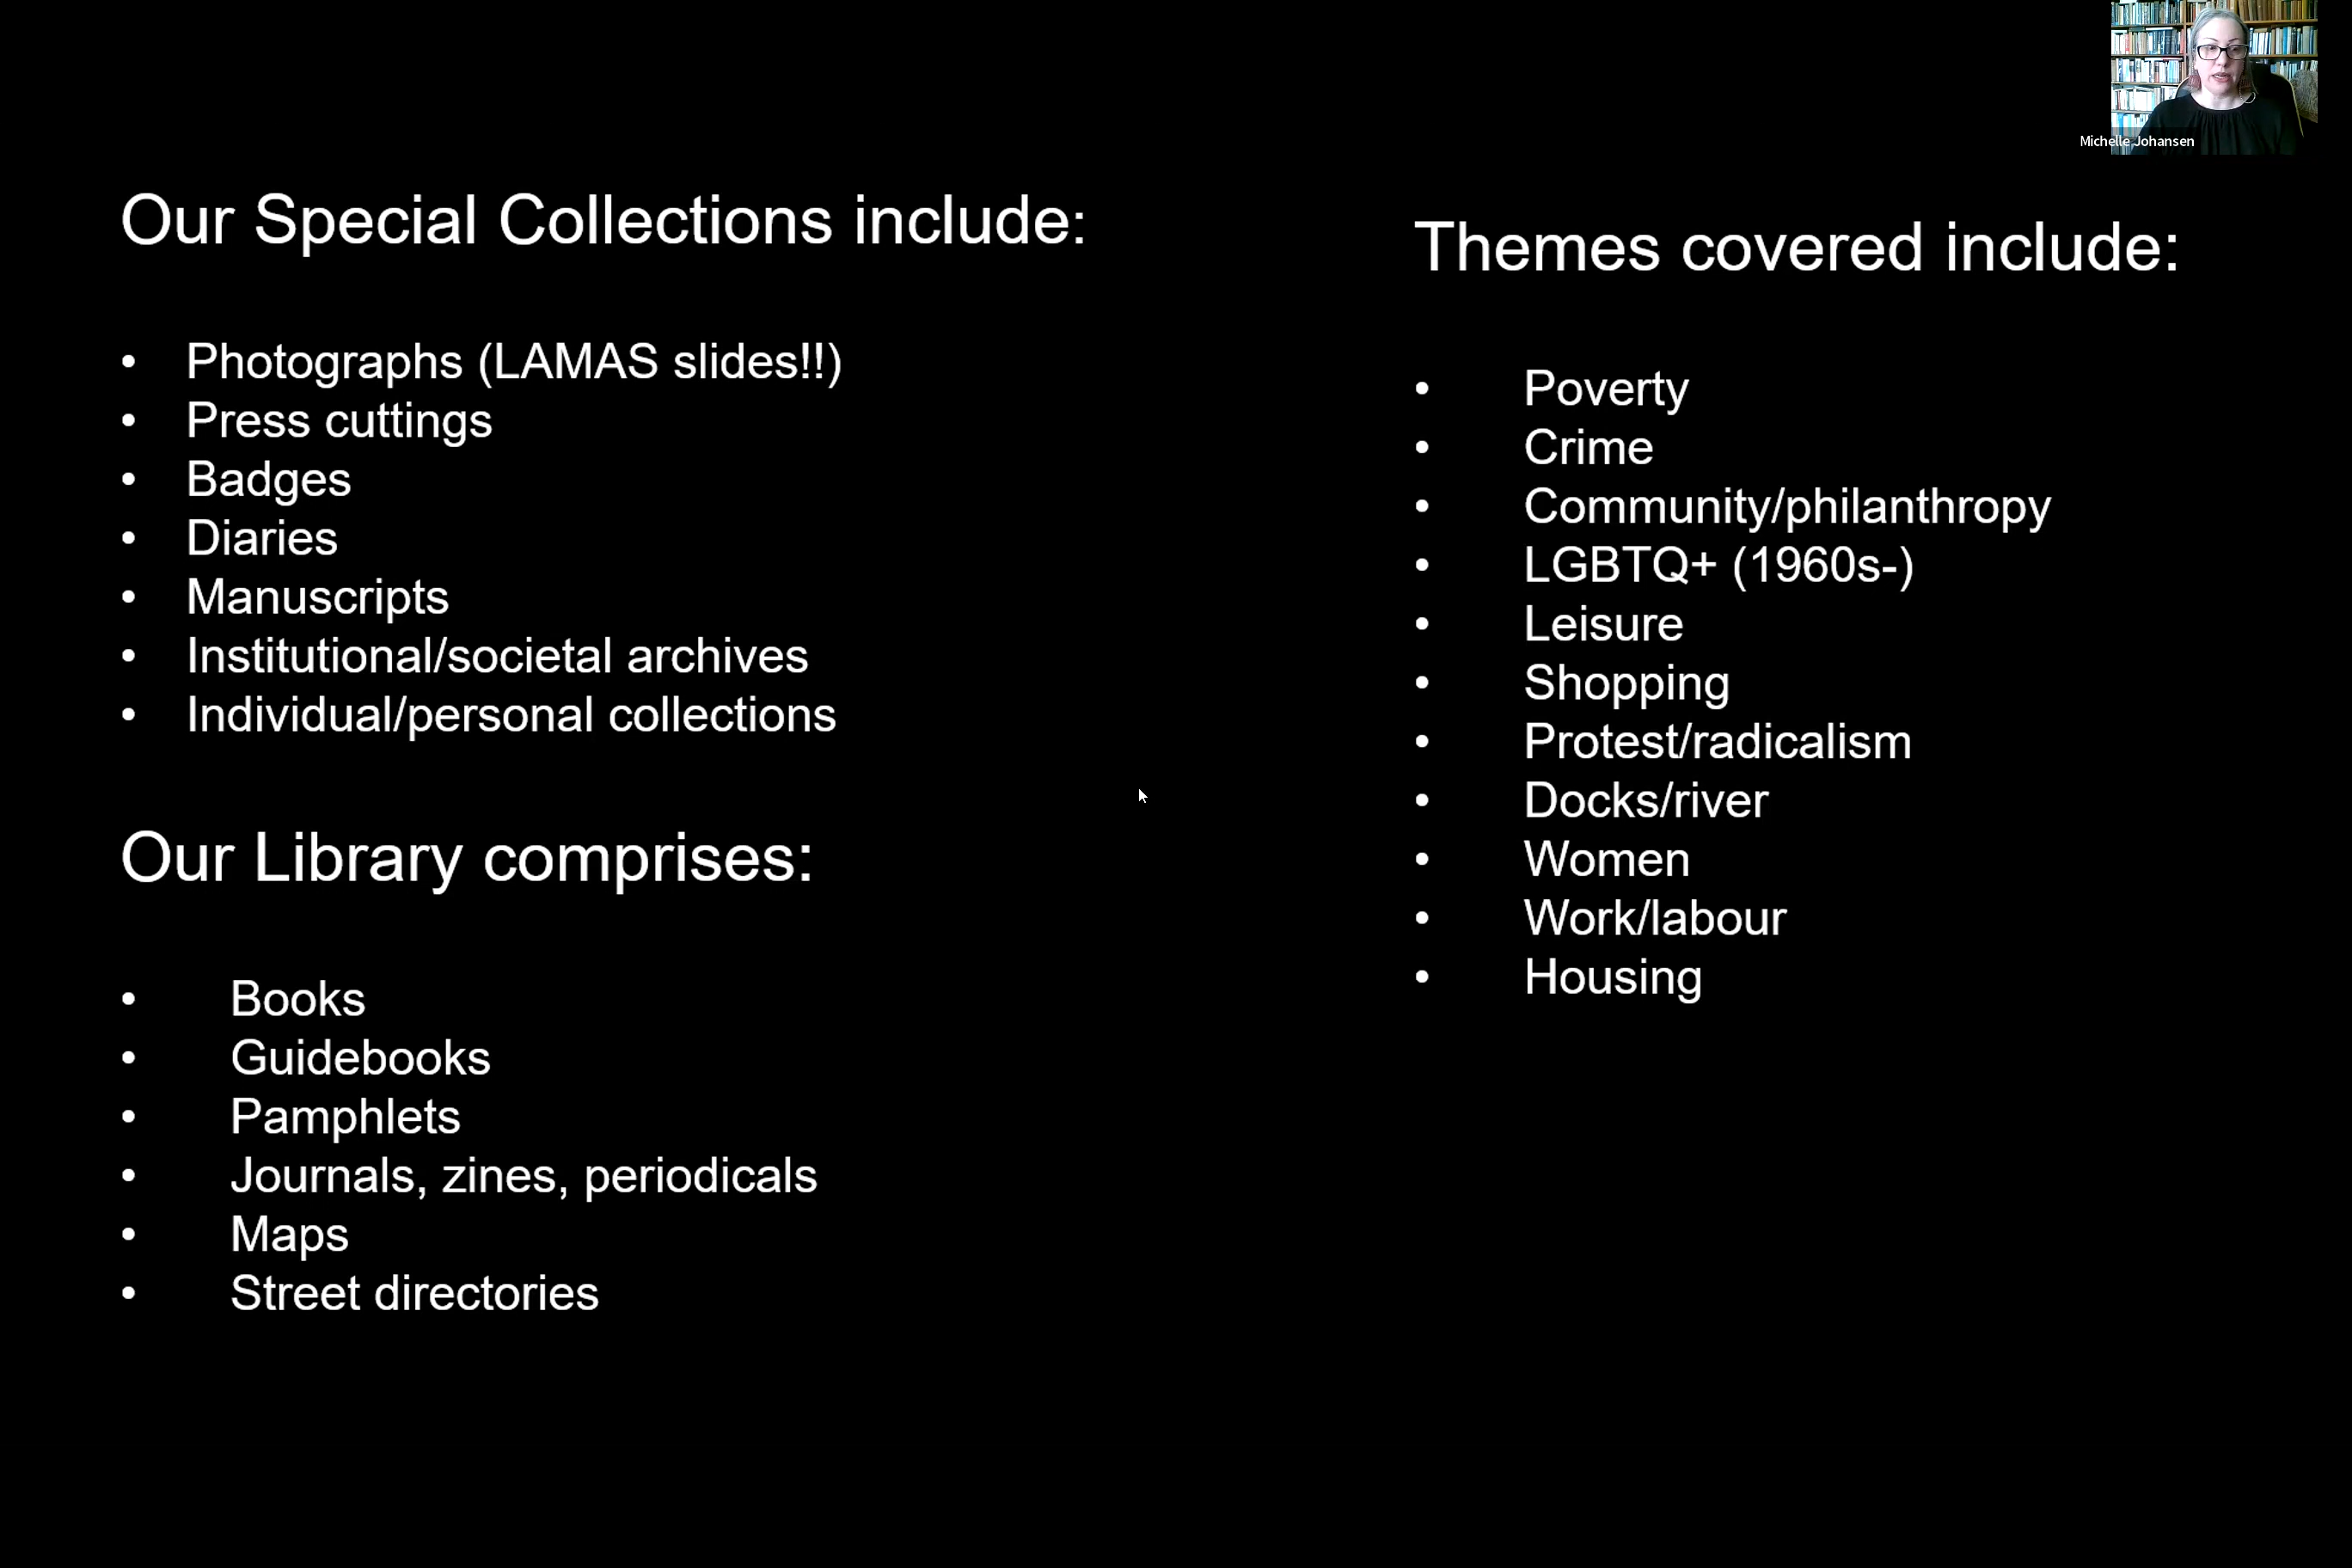 Michelle Johansen
Our Special Collections include:
• Photographs (LAMAS slides!!)
• Press cuttings
• Badges
• Diaries
• Manuscripts
• Institutional/societal archives
• Individual/personal collections
Our Library comprises:
• Books
• Guidebooks
• Pamphlets
• Journals, zines, periodicals
• Maps
• Street directories
Themes covered include:
• Poverty
• Crime
• Community/philanthropy
• LGBTQ+ (1960s-)
• Leisure
• Shopping
• Protest/radicalism
• Docks/river
• Women
• Work/labour
• Housing